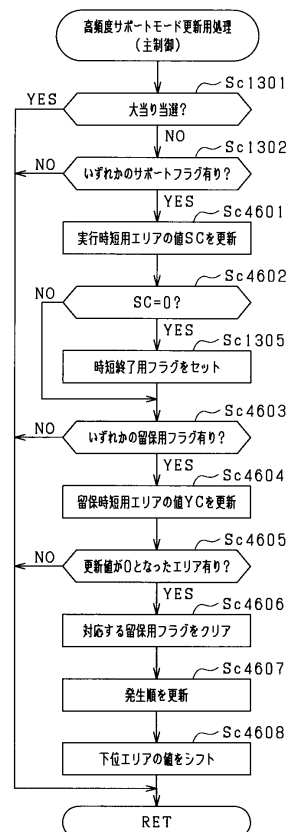 高頻度サポートモード更新用処理
(主制御)
Sc1301
YES
大当り当選?
NO
Sc1302
NO
いずれかのサポートフラグ有り?
YES
Sc4601
実行時短用エリアの値SCを更新
Sc4602
NO
SC=0?
YES
Sc1305
時短終了用フラグをセット
Sc4603
NO
いずれかの留保用フラグ有り?
YES
Sc4604
留保時短用エリアの値YCを更新
Sc4605
NO
更新値が0となったエリア有り?
YES
Sc4606
対応する留保用フラグをクリア
Sc4607
発生順を更新
Sc4608
下位エリアの値をシフト
RET